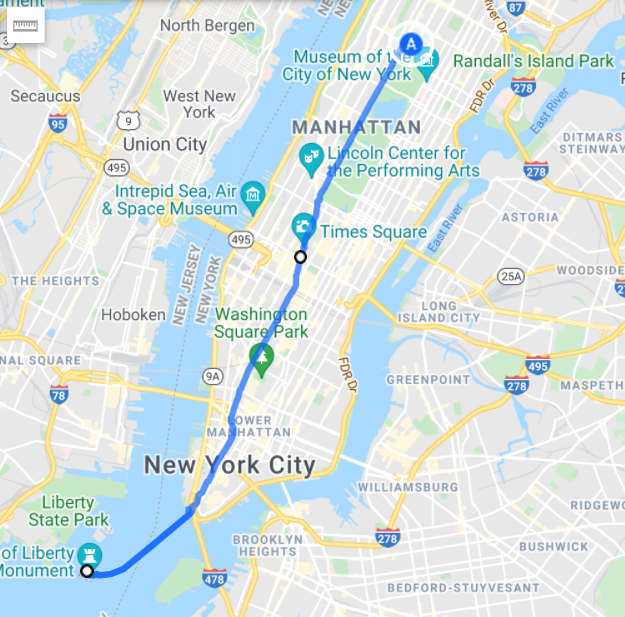 ament
North Bergen
87
River Dr
Museum of the
City of New York
A
Randall's Island Park
3
Secaucus
West New
York
278
FDR Dr
95
9
MANHATTAN
East River
Union City
DITMARS
STEINWAY
495
Lincoln Center for
the Performing Arts
278
Intrepid Sea, Air
& Space Museum
ASTORIA
Times Square
East River
495
NEW JERSEY
NEW YORK
THE HEIGHTS
25A
WOODSIDE
Hoboken
Washington
Square Park
LONG
ISLAND CITY
NAL SQUARE
FDR Dr
495
9A
GREENPOINT
278
MASPETH
78
LOWER
MANHATTAN
New York City
WILLIAMSBURG
Liberty
State Park
RIDGEWO
of Liberty
Monument
BROOKLYN
HEIGHTS
278
BUSHWICK
478
BEDFORD-STUYVESANT